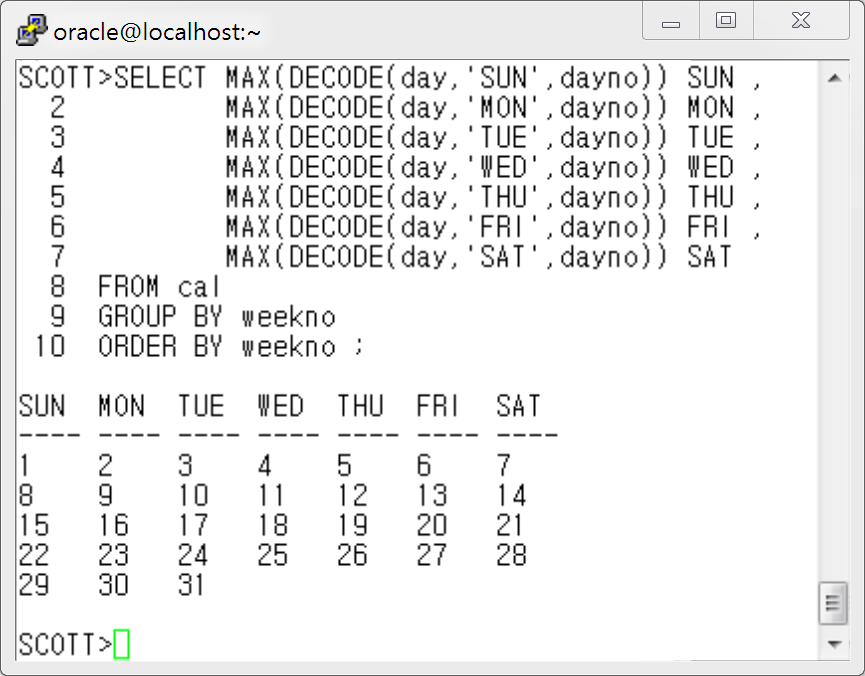 oracle@localhost:~
SCOTT>SELECT MAX(DECODE(day,'SUN',dayno)) SUN ,
  2          MAX(DECODE(day,'MON',dayno)) MON ,
  3          MAX(DECODE(day,'TUE',dayno)) TUE ,
  4          MAX(DECODE(day,'WED',dayno)) WED ,
  5          MAX(DECODE(day,'THU',dayno)) THU ,
  6          MAX(DECODE(day,'FRI',dayno)) FRI ,
  7          MAX(DECODE(day,'SAT',dayno)) SAT
  8  FROM cal
  9  GROUP BY weekno
 10  ORDER BY weekno ;
SUN  MON  TUE  WED  THU  FRI  SAT
---- ---- ---- ---- ---- ---- ----
1    2    3    4    5    6    7
8    9    10   11   12   13   14
15   16   17   18   19   20   21
22   23   24   25   26   27   28
29   30   31
SCOTT>